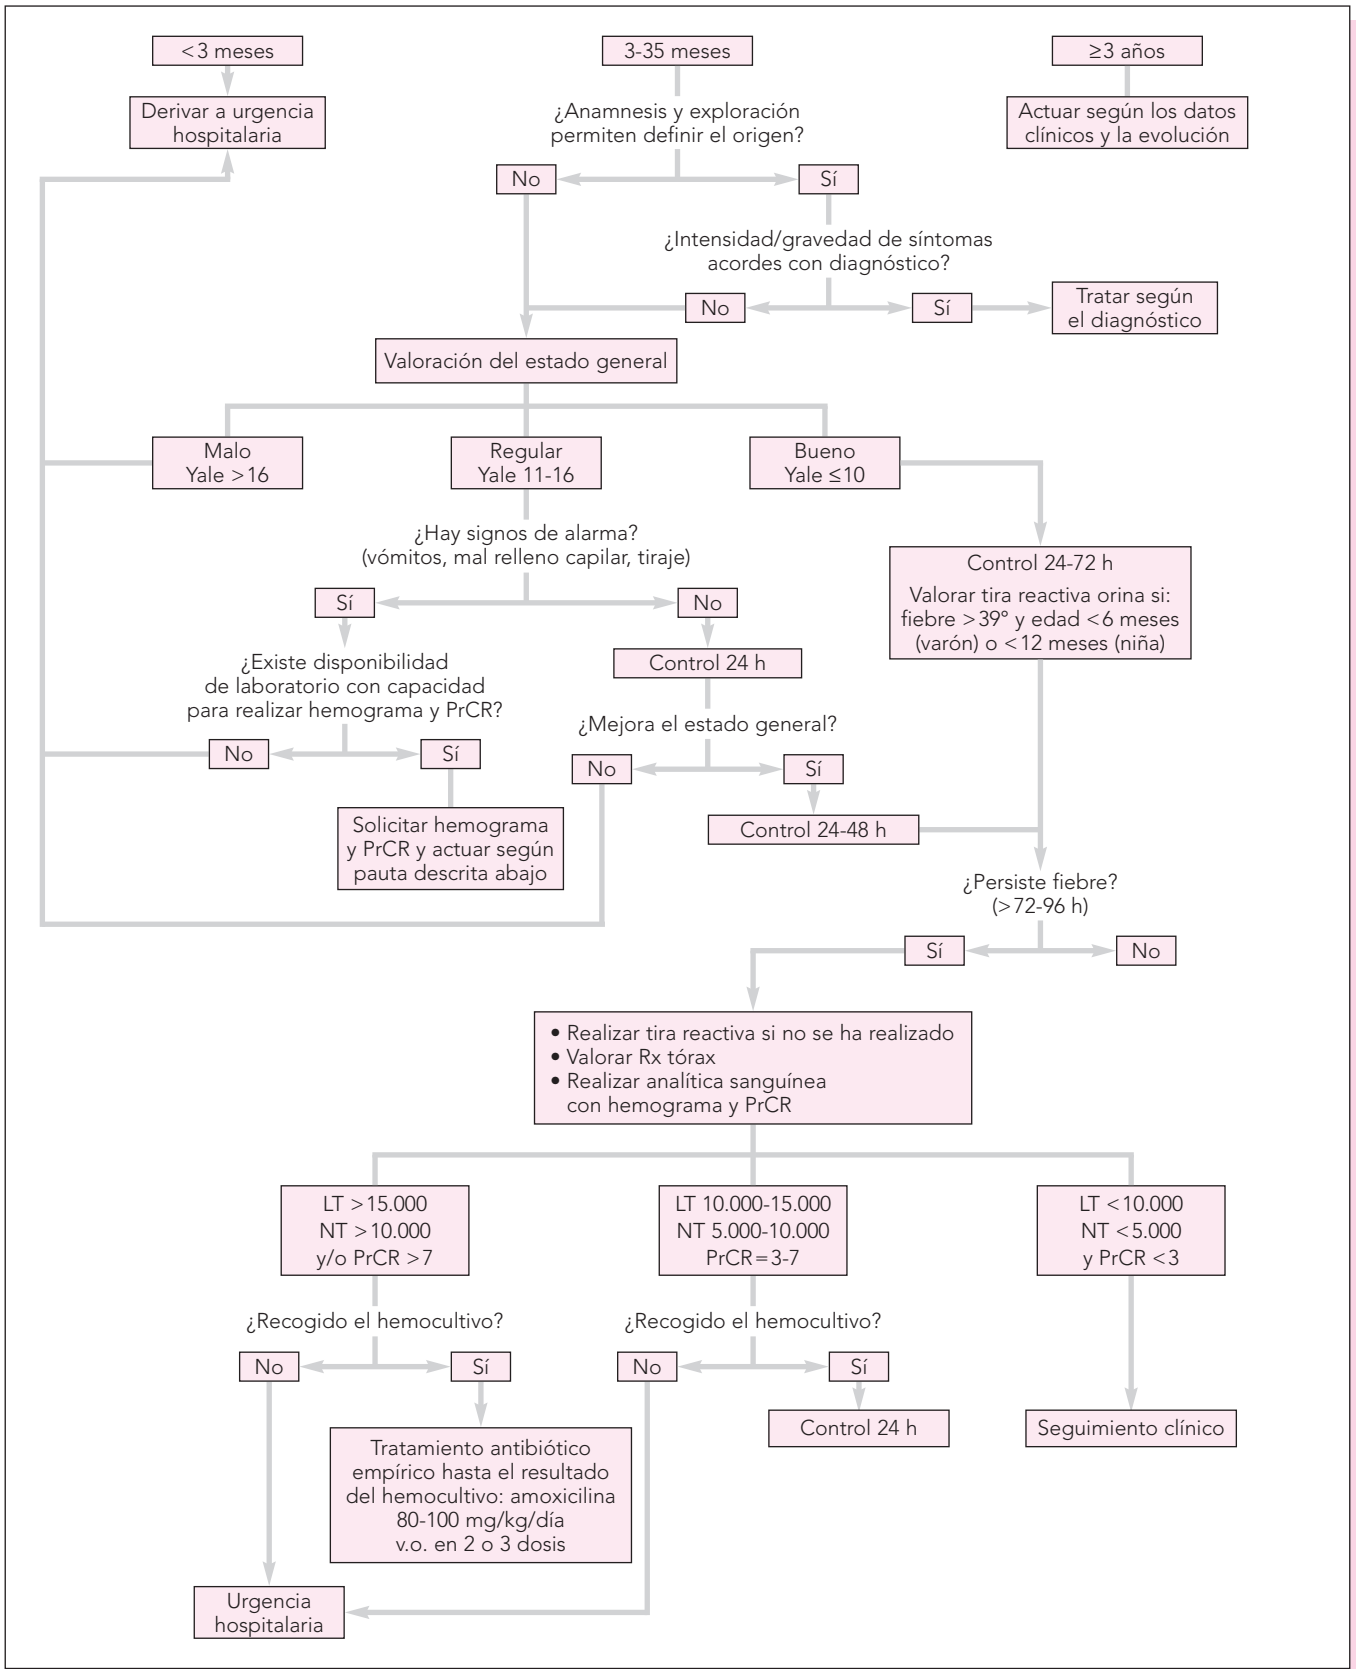 <3 meses
3-35 meses
≥3 años
Derivar a urgencia
hospitalaria
¿Anamnesis y exploración
permiten definir el origen?
Actuar según los datos
clínicos y la evolución
No
Sí
¿Intensidad/gravedad de síntomas
acordes con diagnóstico?
No
Sí
Tratar según
el diagnóstico
Valoración del estado general
Malo
Yale >16
Regular
Yale 11-16
Bueno
Yale ≤10
¿Hay signos de alarma?
(vómitos, mal relleno capilar, tiraje)
Control 24-72 h
Valorar tira reactiva orina si:
fiebre >39° y edad <6 meses
(varón) o <12 meses (niña)
Sí
No
¿Existe disponibilidad
de laboratorio con capacidad
para realizar hemograma y PrCR?
Control 24 h
¿Mejora el estado general?
No
Sí
No
Sí
Solicitar hemograma
y PrCR y actuar según
pauta descrita abajo
Control 24-48 h
¿Persiste fiebre?
(>72-96 h)
Sí
No
• Realizar tira reactiva si no se ha realizado
• Valorar Rx tórax
• Realizar analítica sanguínea
con hemograma y PrCR
LT >15.000
NT >10.000
y/o PrCR >7
LT 10.000-15.000
NT 5.000-10.000
PrCR=3-7
LT <10.000
NT <5.000
y PrCR <3
¿Recogido el hemocultivo?
¿Recogido el hemocultivo?
No
Sí
No
Sí
Tratamiento antibiótico
empírico hasta el resultado
del hemocultivo: amoxicilina
80-100 mg/kg/día
v.o. en 2 o 3 dosis
Control 24 h
Seguimiento clínico
Urgencia
hospitalaria